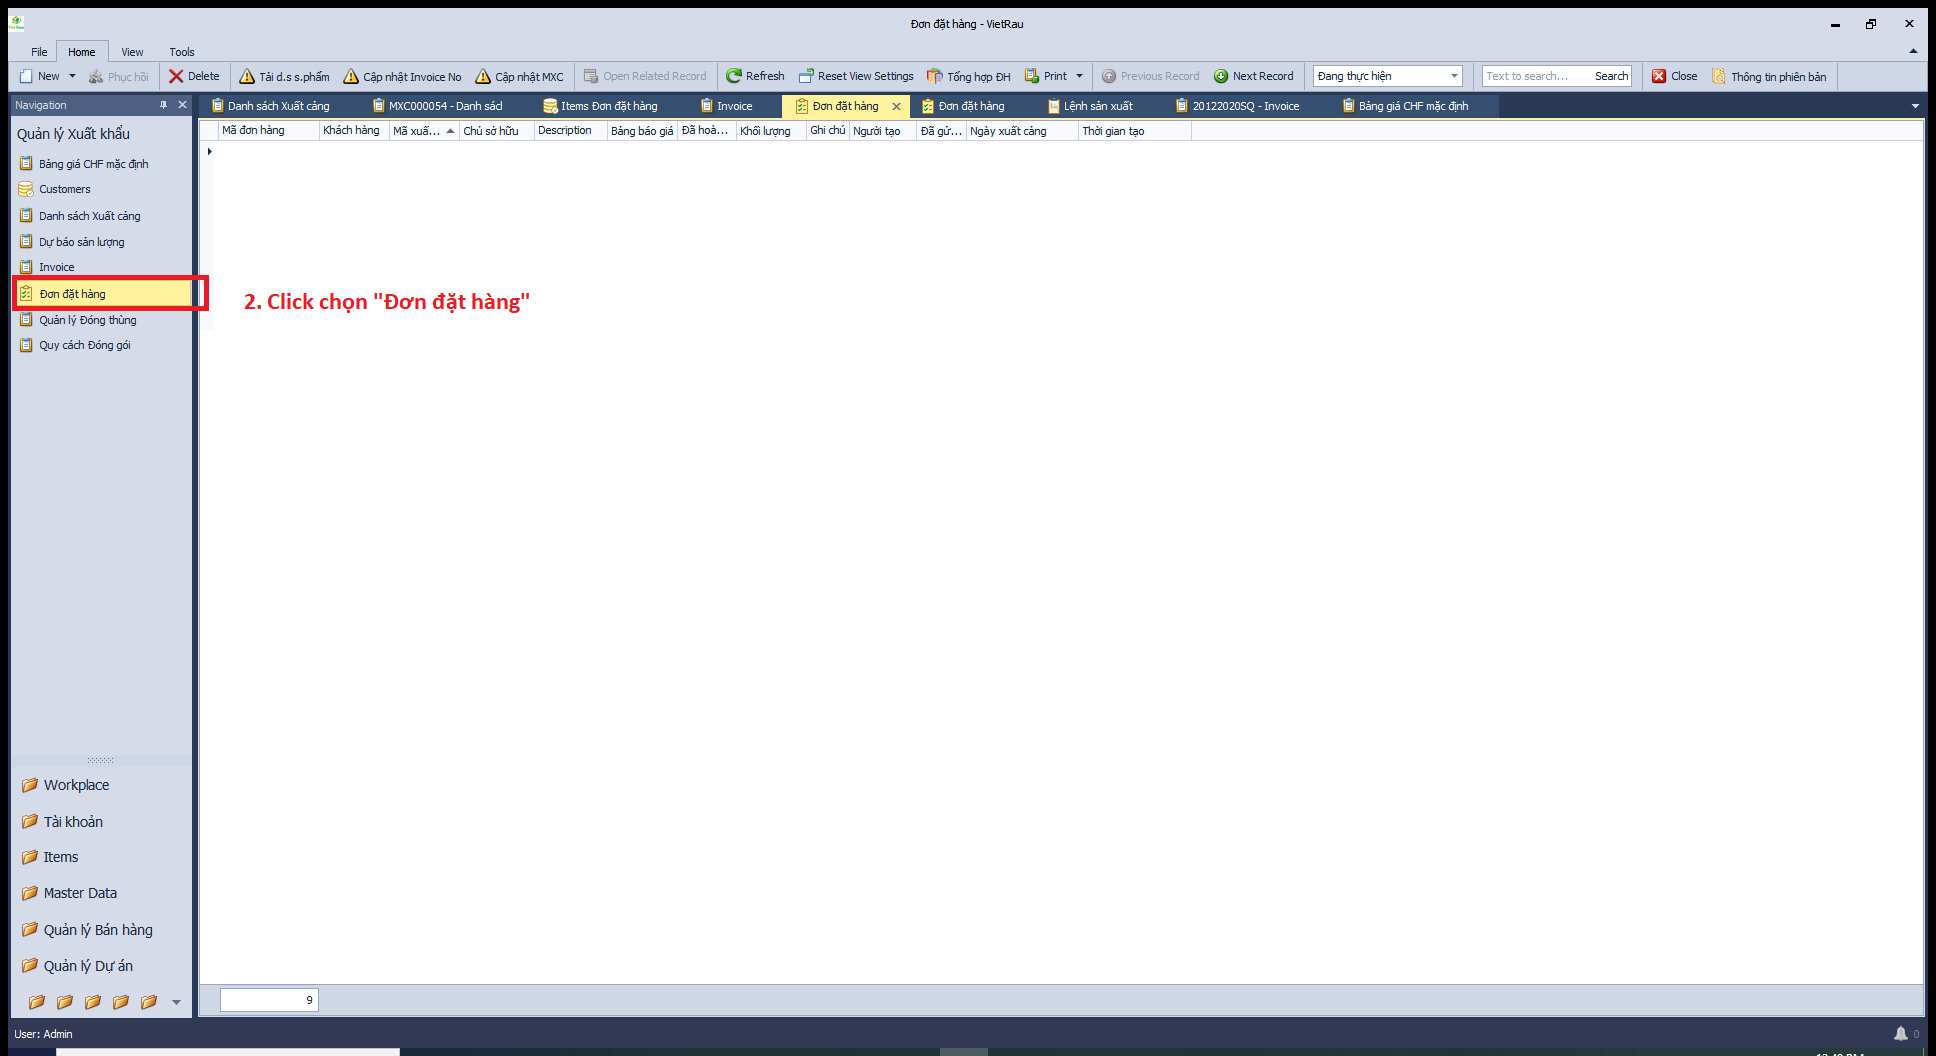 Đơn đặt hàng - VietRau
File Home View Tools
New Phục hồi Delete Tải d.s s.phẩm Cập nhật Invoice No Cập nhật MXC Open Related Record Refresh Reset View Settings Tổng hợp ĐH Print Previous Record Next Record Đang thực hiện Text to search... Search Close Thông tin phiên bản
Navigation
Danh sách Xuất cảng MXC000054 - Danh sácl Items Đơn đặt hàng Invoice Đơn đặt hàng Đơn đặt hàng Lệnh sản xuất 20122020SQ - Invoice Bảng giá CHF mặc định
Mã đơn hàng Khách hàng Mã xuấ... Chủ sở hữu Description Bảng báo giá Đã hoà... Khối lượng Ghi chú Người tạo Đã gử... Ngày xuất cảng Thời gian tạo
Quản lý Xuất khẩu
Bảng giá CHF mặc định
Customers
Danh sách Xuất cảng
Dự báo sản lượng
Invoice
Đơn đặt hàng
2. Click chọn "Đơn đặt hàng"
Quản lý Đóng thùng
Quy cách Đóng gói
Workplace
Tài khoản
Items
Master Data
Quản lý Bán hàng
Quản lý Dự án
9
User: Admin
0